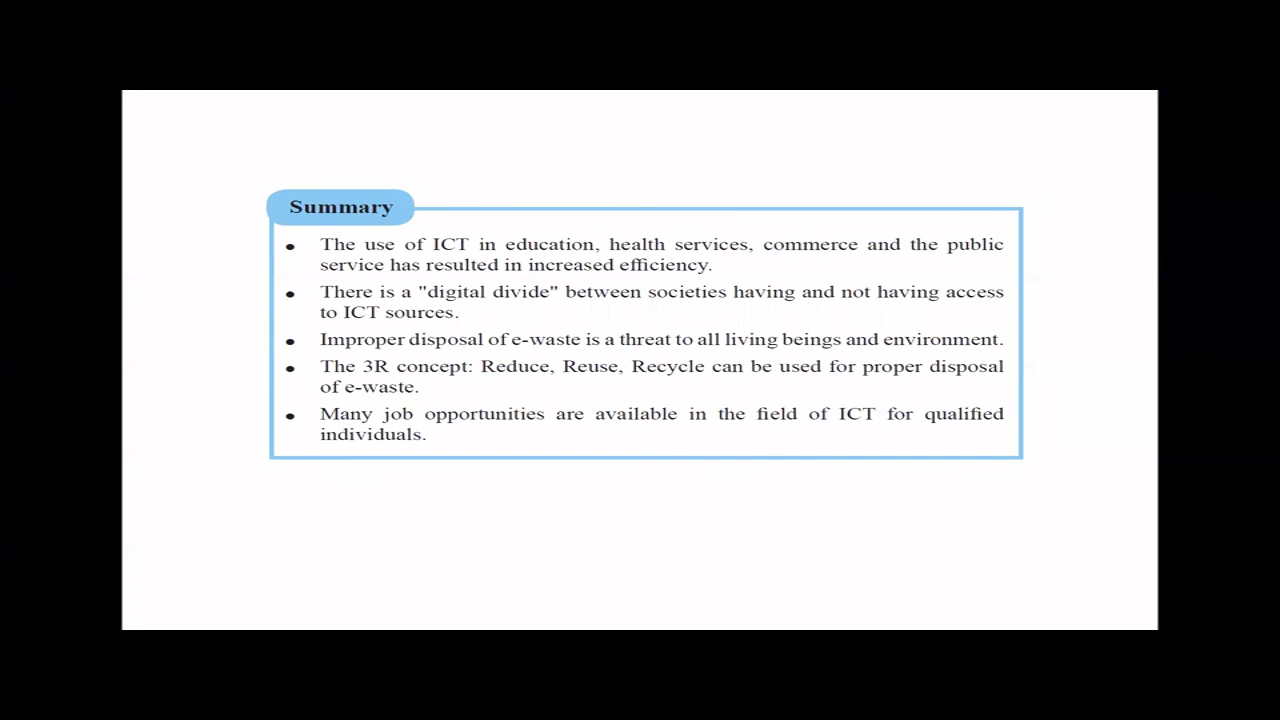 Summary
• The use of ICT in education, health services, commerce and the public
service has resulted in increased efficiency.
• There is a "digital divide" between societies having and not having access
to ICT sources.
• Improper disposal of e-waste is a threat to all living beings and environment.
• The 3R concept: Reduce, Reuse, Recycle can be used for proper disposal
of e-waste.
• Many job opportunities are available in the field of ICT for qualified
individuals.